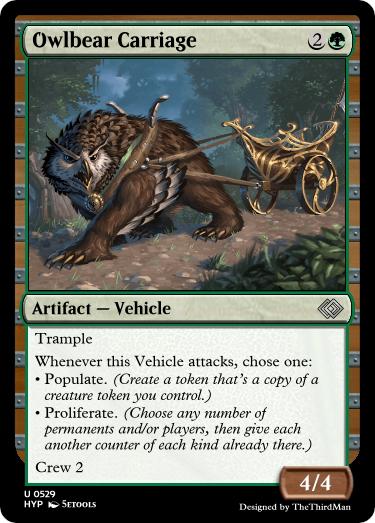 Owlbear Carriage 2
Artifact — Vehicle
Trample
Whenever this Vehicle attacks, chose one:
• Populate. (Create a token that's a copy of a
creature token you control.)
• Proliferate. (Choose any number of
permanents and/or players, then give each
another counter of each kind already there.)
Crew 2
4/4
U 0529
HYP 5ETOOLS
Designed by TheThirdMan